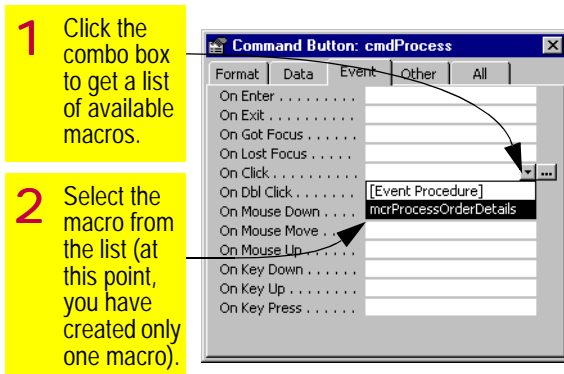 1 Click the
combo box
to get a list
of available
macros.
2 Select the
macro from
the list (at
this point,
you have
created only
one macro).
Command Button: cmdProcess
Format Data Event Other All
On Enter . . . . . . . . .
On Exit . . . . . . . . . .
On Got Focus . . . . . .
On Lost Focus . . . . .
On Click . . . . . . . . . . ...
On Dbl Click . . . . . . . [Event Procedure]
On Mouse Down . . . . mcrProcessOrderDetails
On Mouse Move . .
On Mouse Up . . . . . .
On Key Down . . . . . .
On Key Up . . . . . . . .
On Key Press . . . . . .